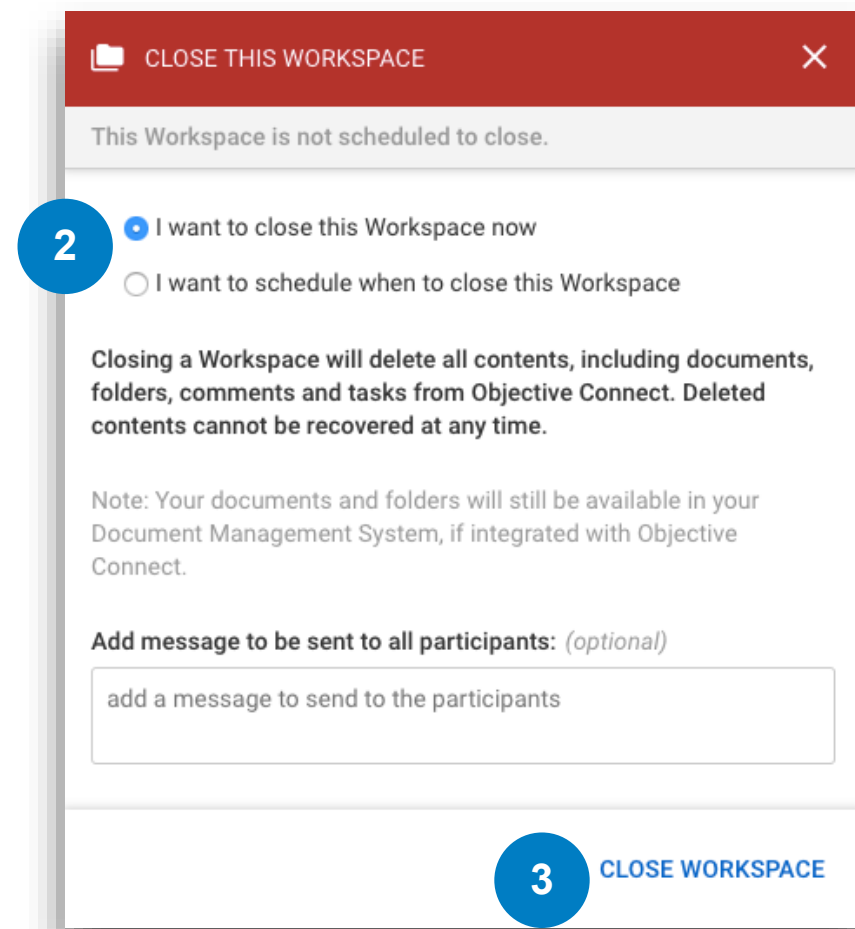 CLOSE THIS WORKSPACE
This Workspace is not scheduled to close.
2
I want to close this Workspace now
I want to schedule when to close this Workspace
Closing a Workspace will delete all contents, including documents,
folders, comments and tasks from Objective Connect. Deleted
contents cannot be recovered at any time.
Note: Your documents and folders will still be available in your
Document Management System, if integrated with Objective
Connect.
Add message to be sent to all participants: (optional)
add a message to send to the participants
3 CLOSE WORKSPACE